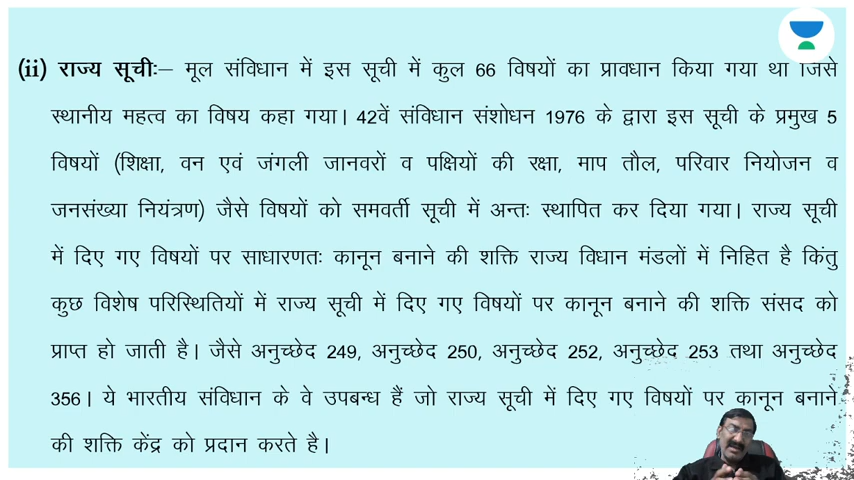 (ii) राज्य सूचीः– मूल संविधान में इस सूची में कुल 66 विषयों का प्रावधान किया गया था जिसे
स्थानीय महत्व का विषय कहा गया। 42वें संविधान संशोधन 1976 के द्वारा इस सूची के प्रमुख 5
विषयों (शिक्षा, वन एवं जंगली जानवरों व पक्षियों की रक्षा, माप तौल, परिवार नियोजन व
जनसंख्या नियंत्रण) जैसे विषयों को समवर्ती सूची में अन्तः स्थापित कर दिया गया। राज्य सूची
में दिए गए विषयों पर साधारणतः कानून बनाने की शक्ति राज्य विधान मंडलों में निहित है किंतु
कुछ विशेष परिस्थितियों में राज्य सूची में दिए गए विषयों पर कानून बनाने की शक्ति संसद को
प्राप्त हो जाती है। जैसे अनुच्छेद 249, अनुच्छेद 250, अनुच्छेद 252, अनुच्छेद 253 तथा अनुच्छेद
356। ये भारतीय संविधान के वे उपबन्ध हैं जो राज्य सूची में दिए गए विषयों पर कानून बनाने
की शक्ति केंद्र को प्रदान करते है।